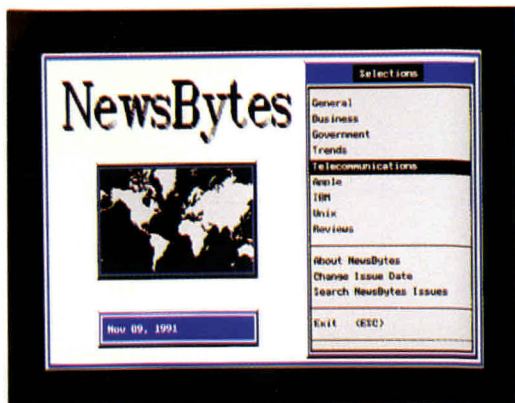 NewsBytes
Nov 09, 1991
Selections
General
Business
Government
Trends
Telecommunications
Apple
IBM
Unix
Reviews
About NewsBytes
Change Issue Date
Search NewsBytes Issues
Exit (ESC)